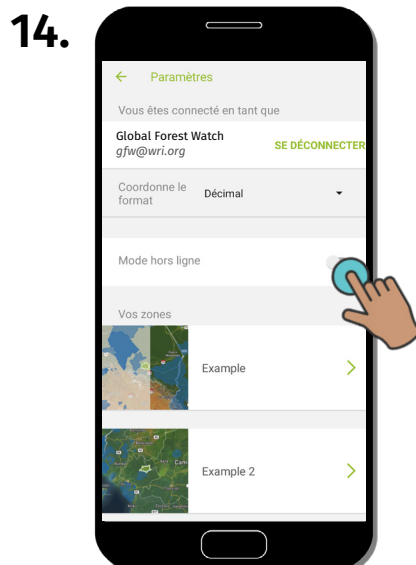 14.
Paramètres
Vous êtes connecté en tant que
Global Forest Watch
gfw@wri.org
SE DÉCONNECTER
Coordonne le
format
Décimal
Mode hors ligne
Vos zones
Example
Example 2